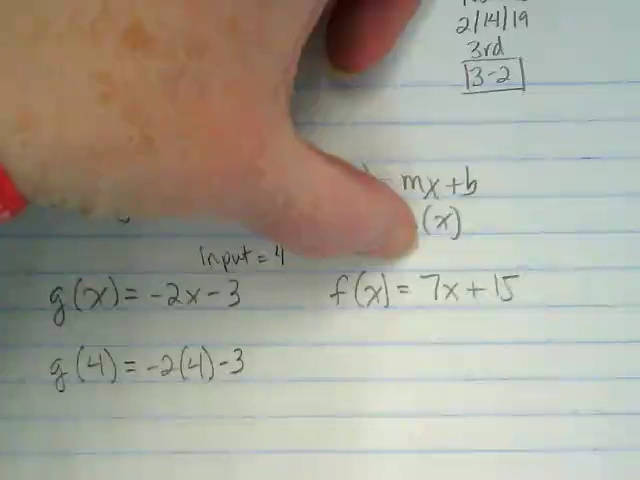 2/14/19
3rd
3-2
mx+b
(x)
input = 4
g(x) = -2x - 3
f(x) = 7x + 15
g(4) = -2(4) - 3